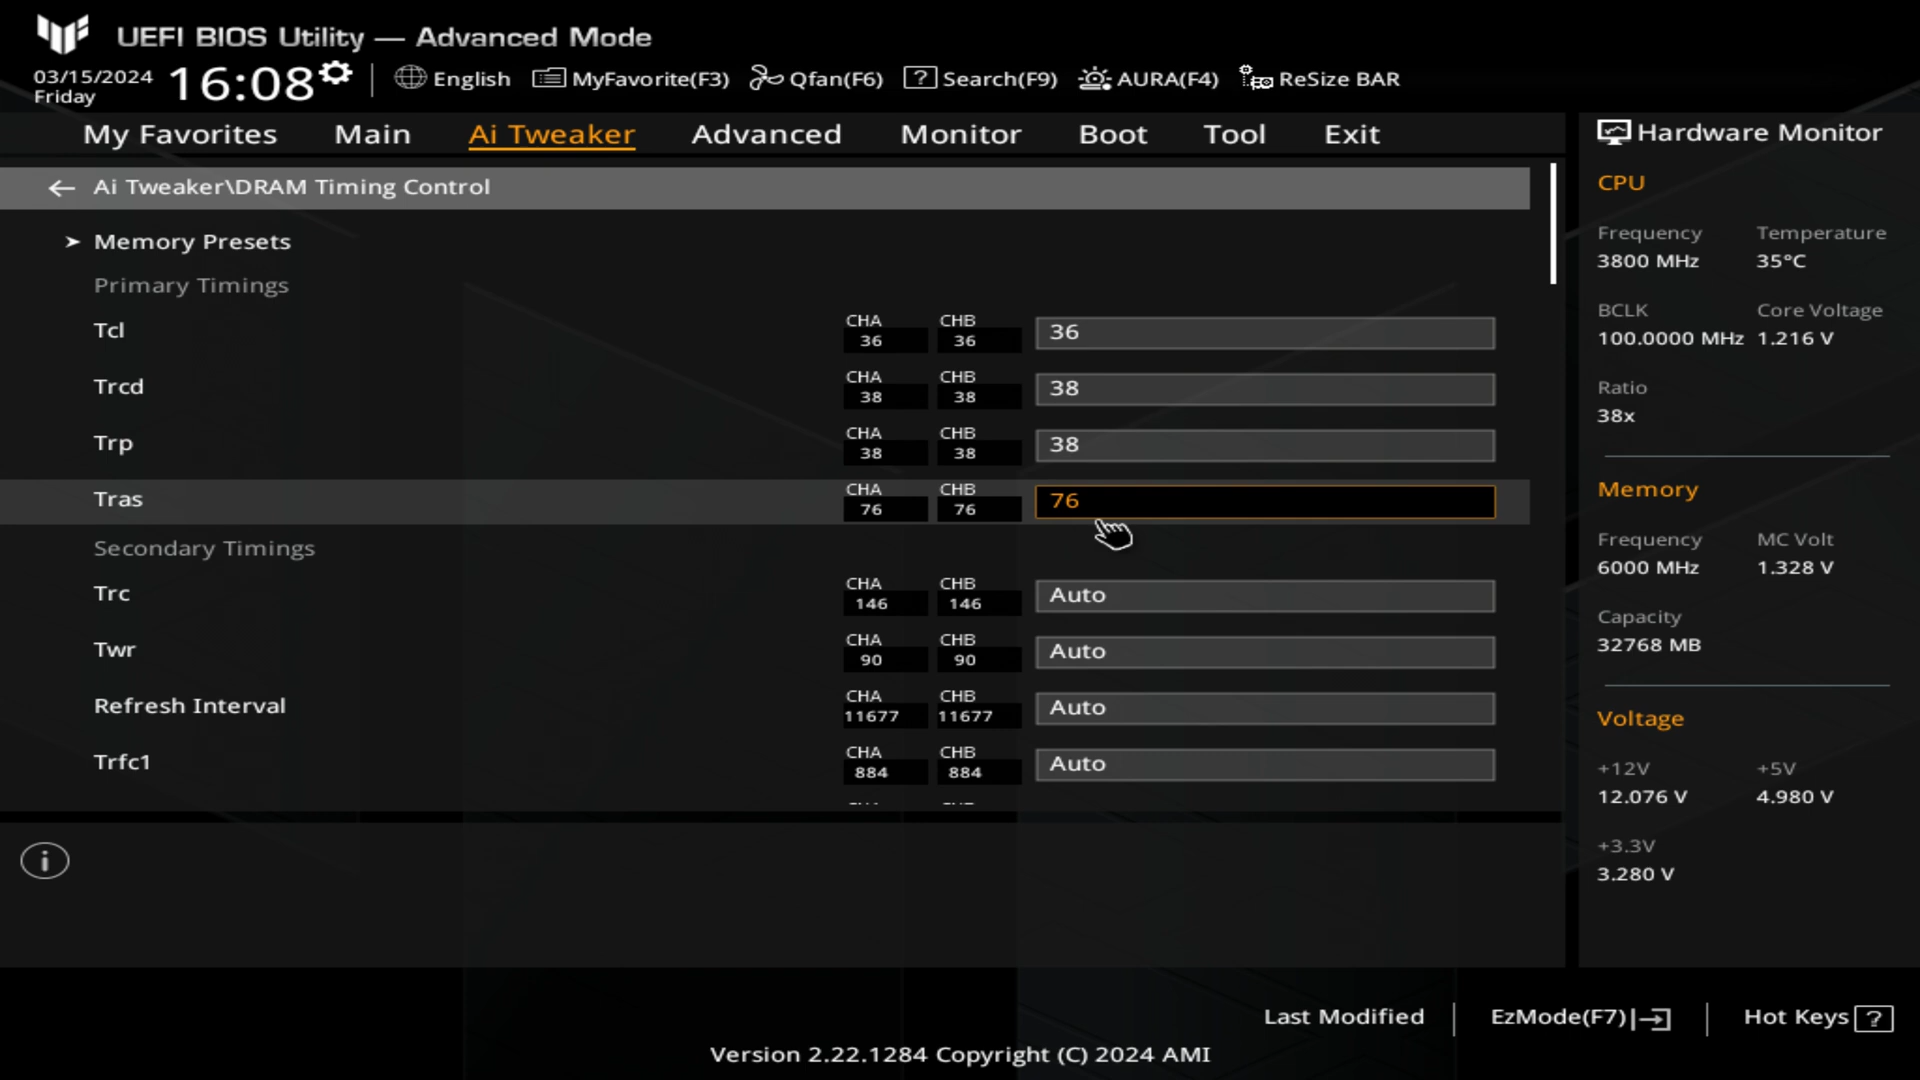 UEFI BIOS Utility — Advanced Mode
03/15/2024
Friday
16:08
English
MyFavorite(F3)
Qfan(F6)
? Search(F9)
AURA(F4)
ReSize BAR
My Favorites
Main
Ai Tweaker
Advanced
Monitor
Boot
Tool
Exit
Ai Tweaker\DRAM Timing Control
Memory Presets
Primary Timings
Tcl CHA 36 CHB 36 36
Trcd CHA 38 CHB 38 38
Trp CHA 38 CHB 38 38
Tras CHA 76 CHB 76 76
Secondary Timings
Trc CHA 146 CHB 146 Auto
Twr CHA 90 CHB 90 Auto
Refresh Interval CHA 11677 CHB 11677 Auto
Trfc1 CHA 884 CHB 884 Auto
Hardware Monitor
CPU
Frequency Temperature
3800 MHz 35°C
BCLK Core Voltage
100.0000 MHz 1.216 V
Ratio
38x
Memory
Frequency MC Volt
6000 MHz 1.328 V
Capacity
32768 MB
Voltage
+12V +5V
12.076 V 4.980 V
+3.3V
3.280 V
Last Modified
EzMode(F7)
Hot Keys ?
Version 2.22.1284 Copyright (C) 2024 AMI